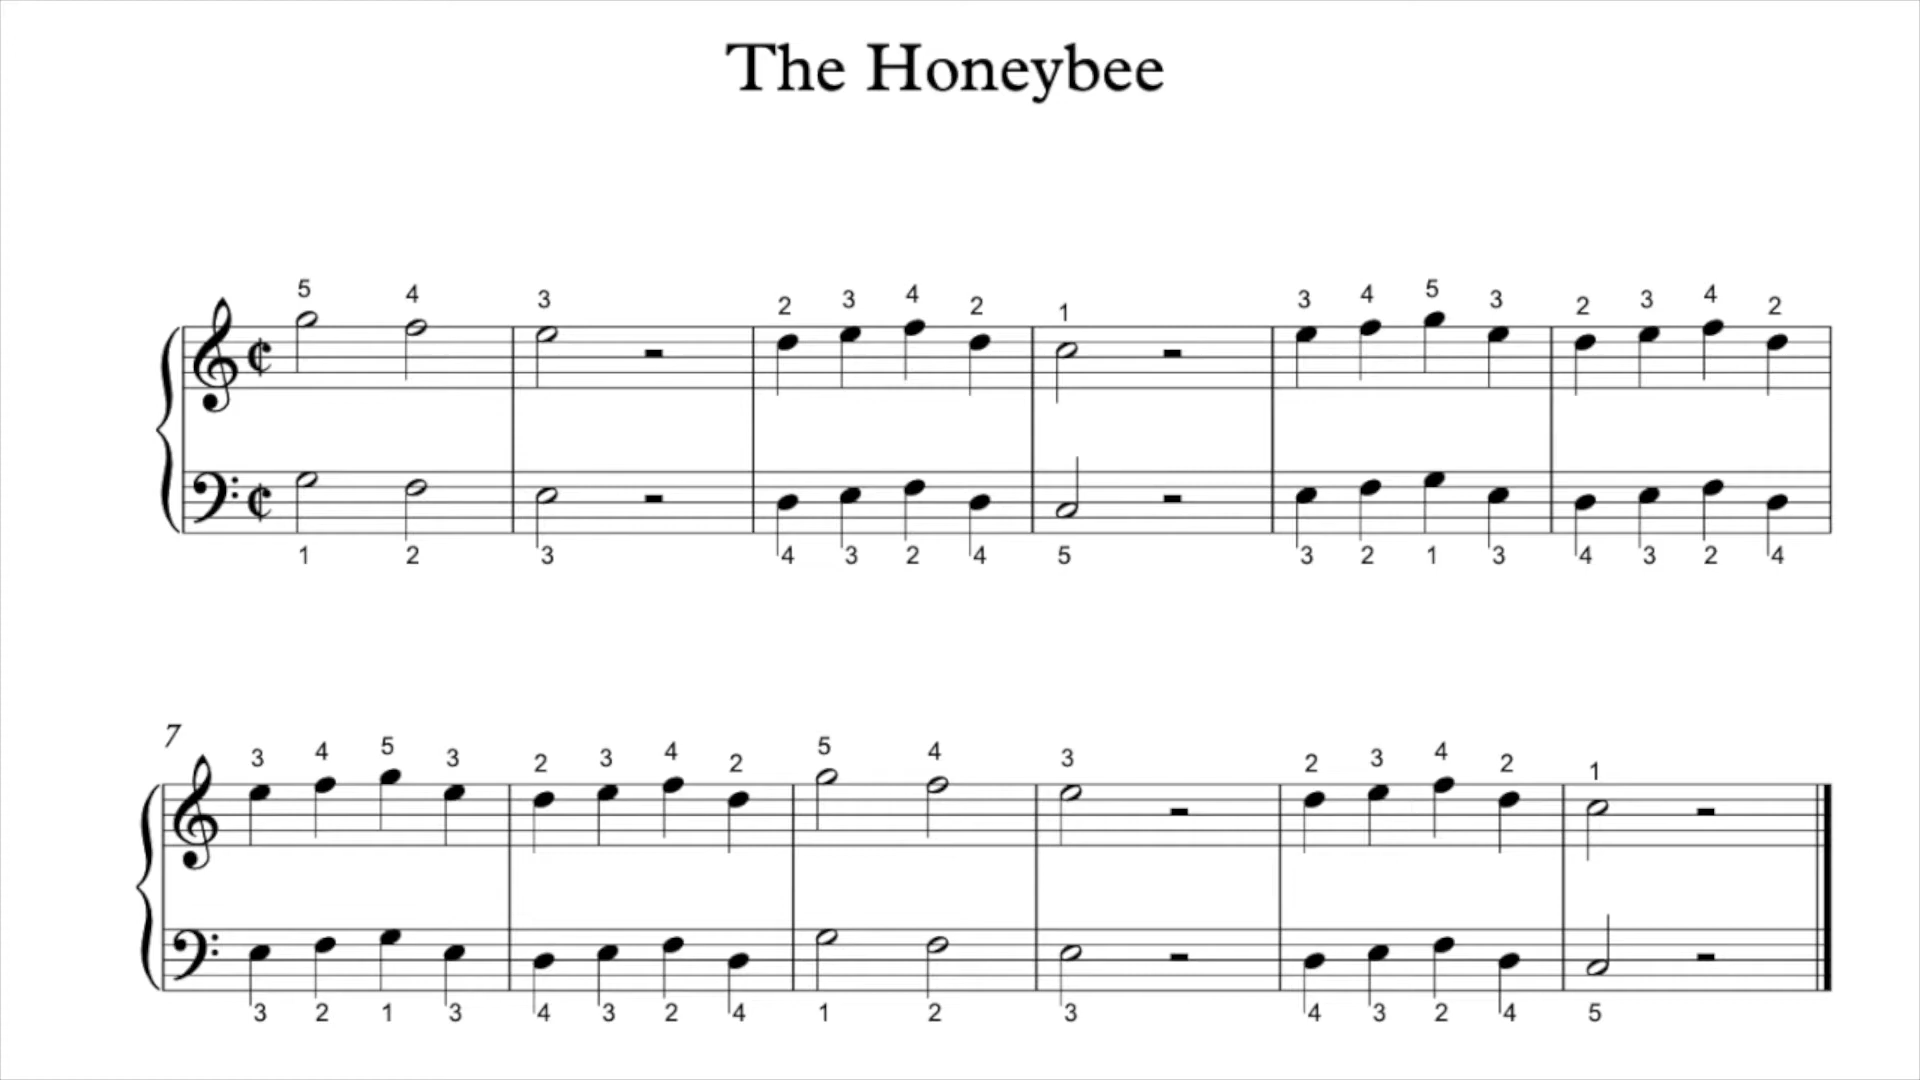 The Honeybee
5 4 3 2 3 4 2 1 3 4 5 3 2 3 4 2
1 2 3 4 3 2 4 5 3 2 1 3 4 3 2 4
7
3 4 5 3 2 3 4 2 5 4 3 2 3 4 2 1
3 2 1 3 4 3 2 4 1 2 3 4 3 2 4 5